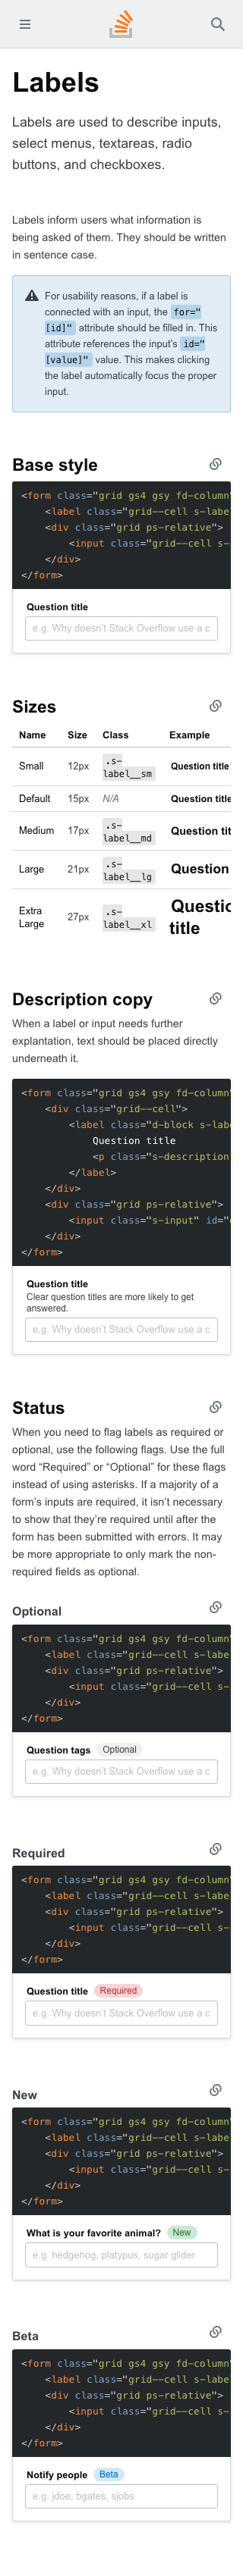 Labels
Labels are used to describe inputs,
select menus, textareas, radio
buttons, and checkboxes.
Labels inform users what information is
being asked of them. They should be written
in sentence case.
For usability reasons, if a label is
connected with an input, the for="
[id]" attribute should be filled in. This
attribute references the input's id="
[value]" value. This makes clicking
the label automatically focus the proper
input.
Base style
<form class="grid gs4 gsy fd-column"
<label class="grid--cell s-labe
<div class="grid ps-relative">
<input class="grid--cell s-
</div>
</form>
Question title
e.g. Why doesn't Stack Overflow use a c
Sizes
Name Size Class Example
Small 12px .s-label__sm Question title
Default 15px N/A Question title
Medium 17px .s-label__md Question tit
Large 21px .s-label__lg Question
Extra Large 27px .s-label__xl Questio
title
Description copy
When a label or input needs further
explantation, text should be placed directly
underneath it.
<form class="grid gs4 gsy fd-column"
<div class="grid--cell">
<label class="d-block s-lab
Question title
<p class="s-description
</label>
</div>
<div class="grid ps-relative">
<input class="s-input" id="
</div>
</form>
Question title
Clear question titles are more likely to get
answered.
e.g. Why doesn't Stack Overflow use a c
Status
When you need to flag labels as required or
optional, use the following flags. Use the full
word “Required” or “Optional” for these flags
instead of using asterisks. If a majority of a
form's inputs are required, it isn't necessary
to show that they're required until after the
form has been submitted with errors. It may
be more appropriate to only mark the non-
required fields as optional.
Optional
<form class="grid gs4 gsy fd-column"
<label class="grid--cell s-labe
<div class="grid ps-relative">
<input class="grid--cell s-
</div>
</form>
Question tags Optional
e.g. Why doesn't Stack Overflow use a c
Required
<form class="grid gs4 gsy fd-column"
<label class="grid--cell s-labe
<div class="grid ps-relative">
<input class="grid--cell s-
</div>
</form>
Question title Required
e.g. Why doesn't Stack Overflow use a c
New
<form class="grid gs4 gsy fd-column"
<label class="grid--cell s-labe
<div class="grid ps-relative">
<input class="grid--cell s-
</div>
</form>
What is your favorite animal? New
e.g. hedgehog, platypus, sugar glider
Beta
<form class="grid gs4 gsy fd-column"
<label class="grid--cell s-labe
<div class="grid ps-relative">
<input class="grid--cell s-
</div>
</form>
Notify people Beta
e.g. jdoe, bgates, sjobs